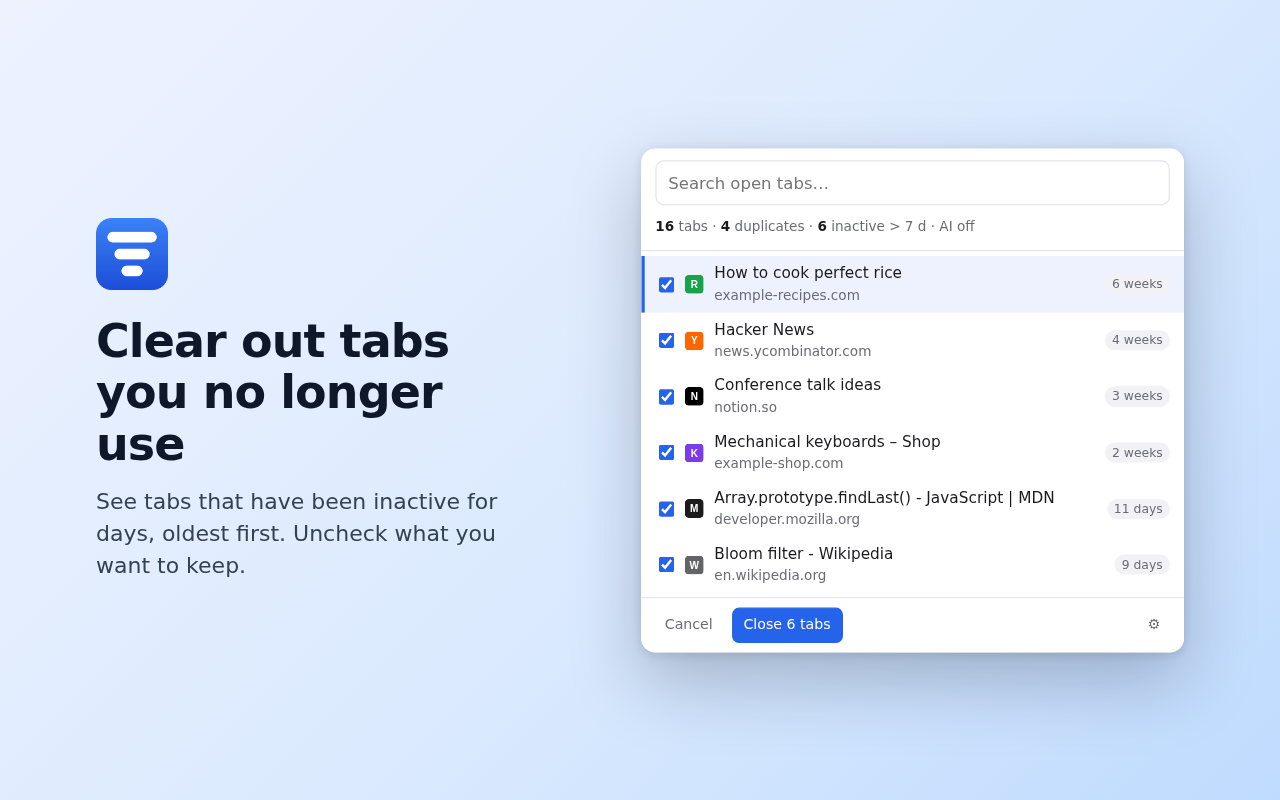 Clear out tabs
you no longer
use
See tabs that have been inactive for
days, oldest first. Uncheck what you
want to keep.
Search open tabs…
16 tabs · 4 duplicates · 6 inactive > 7 d · AI off
R How to cook perfect rice 6 weeks
example-recipes.com
Y Hacker News 4 weeks
news.ycombinator.com
N Conference talk ideas 3 weeks
notion.so
K Mechanical keyboards – Shop 2 weeks
example-shop.com
M Array.prototype.findLast() - JavaScript | MDN 11 days
developer.mozilla.org
W Bloom filter - Wikipedia 9 days
en.wikipedia.org
Cancel Close 6 tabs